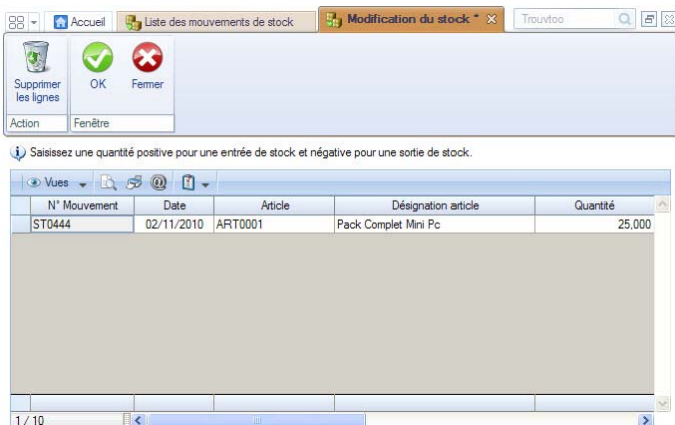 Accueil
Liste des mouvements de stock
Modification du stock *
Trouvtoo
Supprimer
les lignes
OK
Fermer
Action
Fenêtre
Saisissez une quantité positive pour une entrée de stock et négative pour une sortie de stock.
Vues
N° Mouvement Date Article Désignation article Quantité
ST0444 02/11/2010 ART0001 Pack Complet Mini Pc 25,000
1 / 10